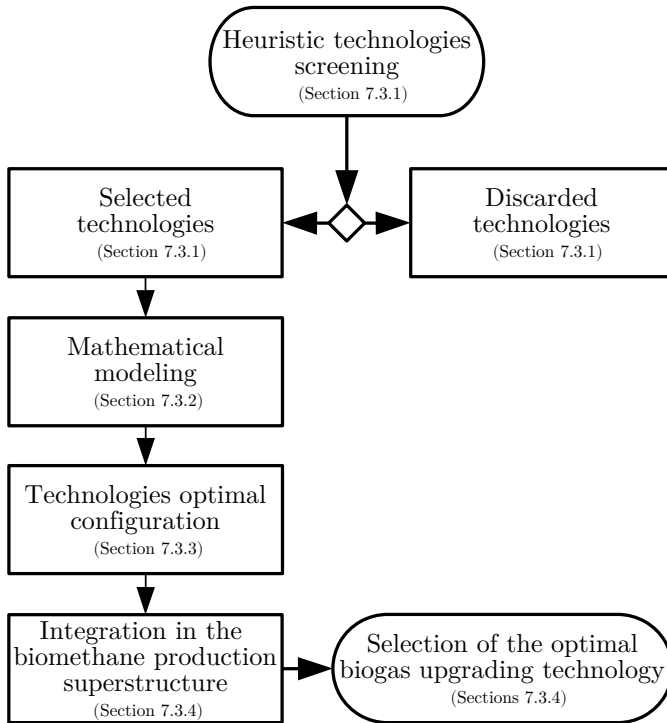 Heuristic technologies
screening
(Section 7.3.1)
Selected
technologies
(Section 7.3.1)
Discarded
technologies
(Section 7.3.1)
Mathematical
modeling
(Section 7.3.2)
Technologies optimal
configuration
(Section 7.3.3)
Integration in the
biomethane production
superstructure
(Section 7.3.4)
Selection of the optimal
biogas upgrading technology
(Sections 7.3.4)